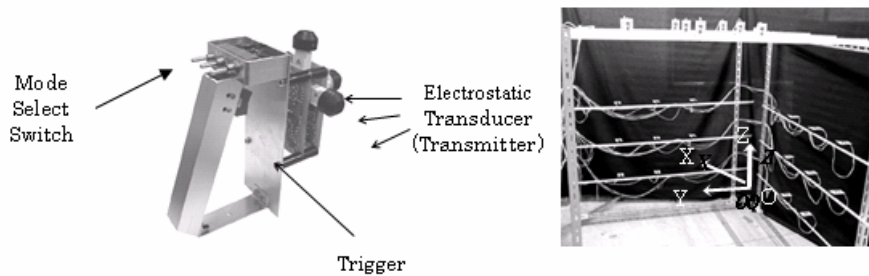 Mode
Select
Switch
Electrostatic
Transducer
(Transmitter)
Trigger
Z
X
Y
O